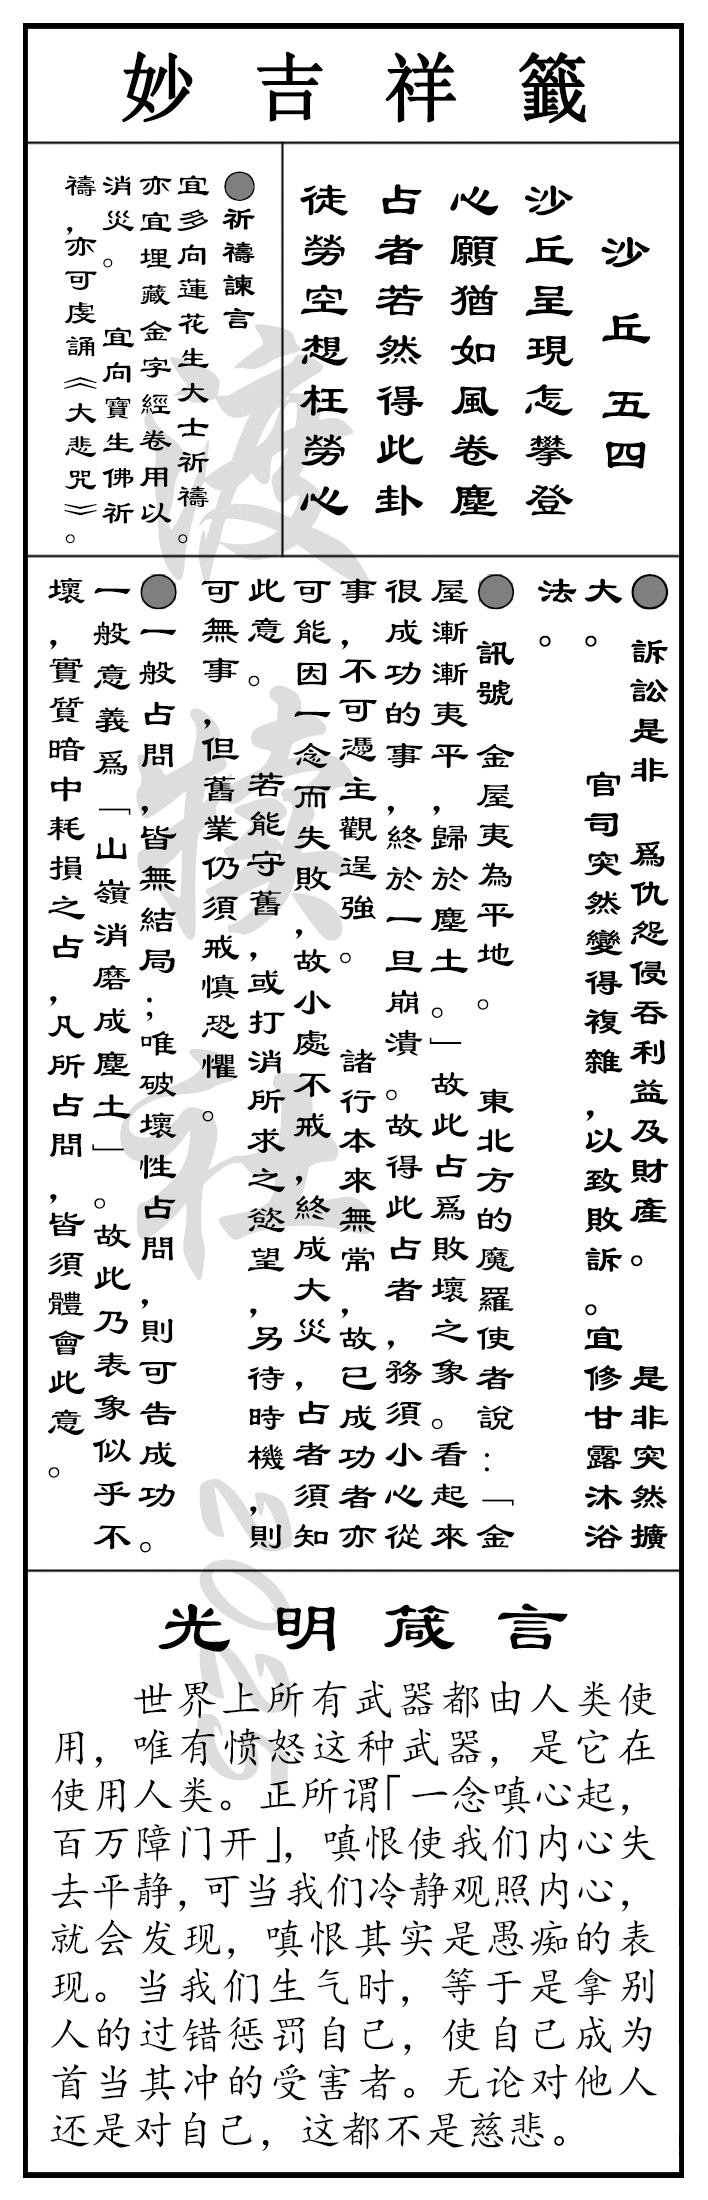 妙吉祥籤
沙丘 五四
沙丘呈現怎攀登
心願猶如風卷塵
占者若然得此卦
徒勞空想枉勞心
●祈禱諫言
宜多向蓮花生大士祈禱。
亦宜埋藏金字經卷用以
消災。 宜向寶生佛祈
禱，亦可虔誦《大悲咒》。
● 訴訟是非 爲仇怨侵吞利益及財產。 是非突然擴
大。 官司突然變得複雜，以致敗訴。宜修甘露沐浴
法。
● 訊號 金屋夷為平地。 東北方的魔羅使者說：「金
屋漸漸夷平，歸於塵土。」故此占爲敗壞之象。看起來
很成功的事，終於一旦崩潰。故得此占者，務須小心從
事，不可憑主觀逞強。 諸行本來無常，故已成功者亦
可能因一念而失敗，故小處不戒，終成大災，占者須知
此意。 若能守舊，或打消所求之慾望，另待時機，則
可無事，但舊業仍須戒慎恐懼。
●一般占問，皆無結局；唯破壞性占問，則可告成功。
一般意義爲「山嶺消磨成塵土」。故此乃表象似乎不
壞，實質暗中耗損之占，凡所占問，皆須體會此意。
渡犊社 2025
光明箴言
世界上所有武器都由人类使
用，唯有愤怒这种武器，是它在
使用人类。正所谓「一念嗔心起，
百万障门开」，嗔恨使我们内心失
去平静，可当我们冷静观照内心，
就会发现，嗔恨其实是愚痴的表
现。当我们生气时，等于是拿别
人的过错惩罚自己，使自己成为
首当其冲的受害者。无论对他人
还是对自己，这都不是慈悲。